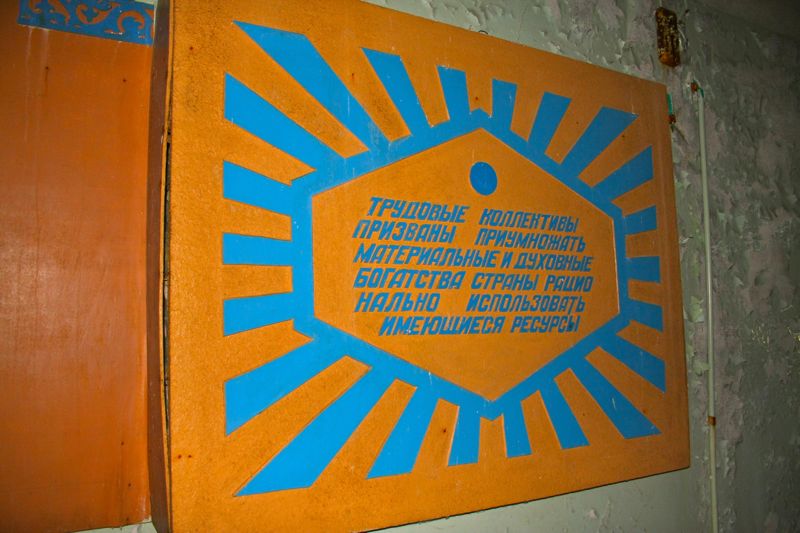 ТРУДОВЫЕ КОЛЛЕКТИВЫ
ПРИЗВАНЫ ПРИУМНОЖАТЬ
МАТЕРИАЛЬНЫЕ И ДУХОВНЫЕ
БОГАТСТВА СТРАНЫ РАЦИО
НАЛЬНО ИСПОЛЬЗОВАТЬ
ИМЕЮЩИЕСЯ РЕСУРСЫ